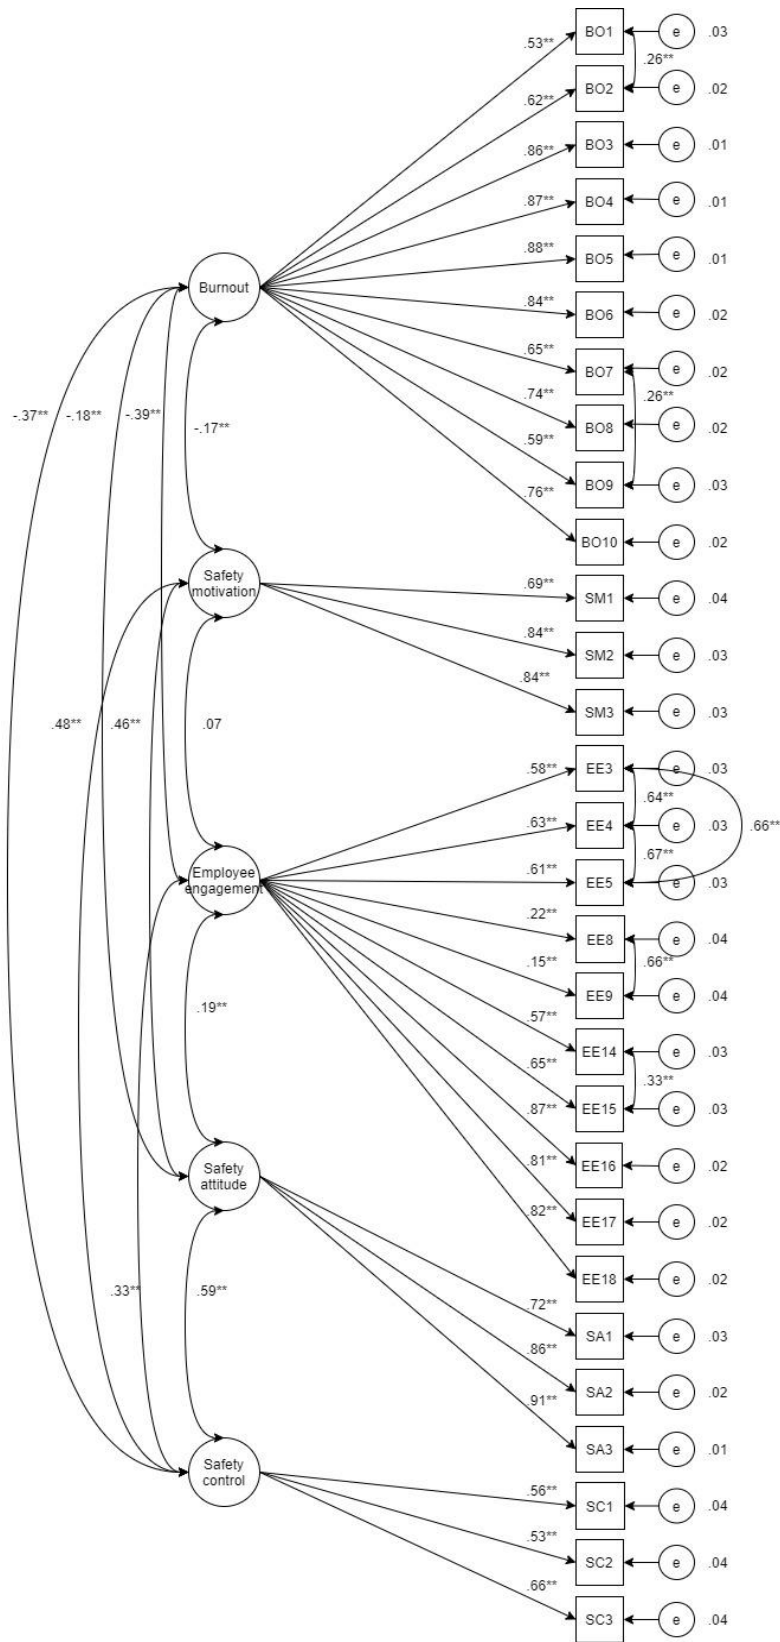 BO1 e .03
.53**
.26**
BO2 e .02
.62**
BO3 e .01
.86**
BO4 e .01
.87**
BO5 e .01
.88**
Burnout
BO6 e .02
.84**
BO7 e .02
.65**
.26**
.74**
BO8 e .02
-.37** -.18** -.39** -.17**
.59**
BO9 e .03
.76**
BO10 e .02
Safety
motivation
.69**
SM1 e .04
.84**
SM2 e .03
.84**
SM3 e .03
.48** .46** .07
.58**
EE3 e .03
.64**
.63**
EE4 e .03 .66**
.67**
.61**
Employee
engagement
EE5 e .03
.22**
EE8 e .04
.66**
.15**
EE9 e .04
.19**
.57**
EE14 e .03
.65**
.33**
EE15 e .03
.87**
EE16 e .02
.81**
Safety
attitude
.82**
EE17 e .02
EE18 e .02
.33** .59**
.72**
SA1 e .03
.86**
SA2 e .02
.91**
SA3 e .01
Safety
control
.56**
SC1 e .04
.53**
SC2 e .04
.66**
SC3 e .04